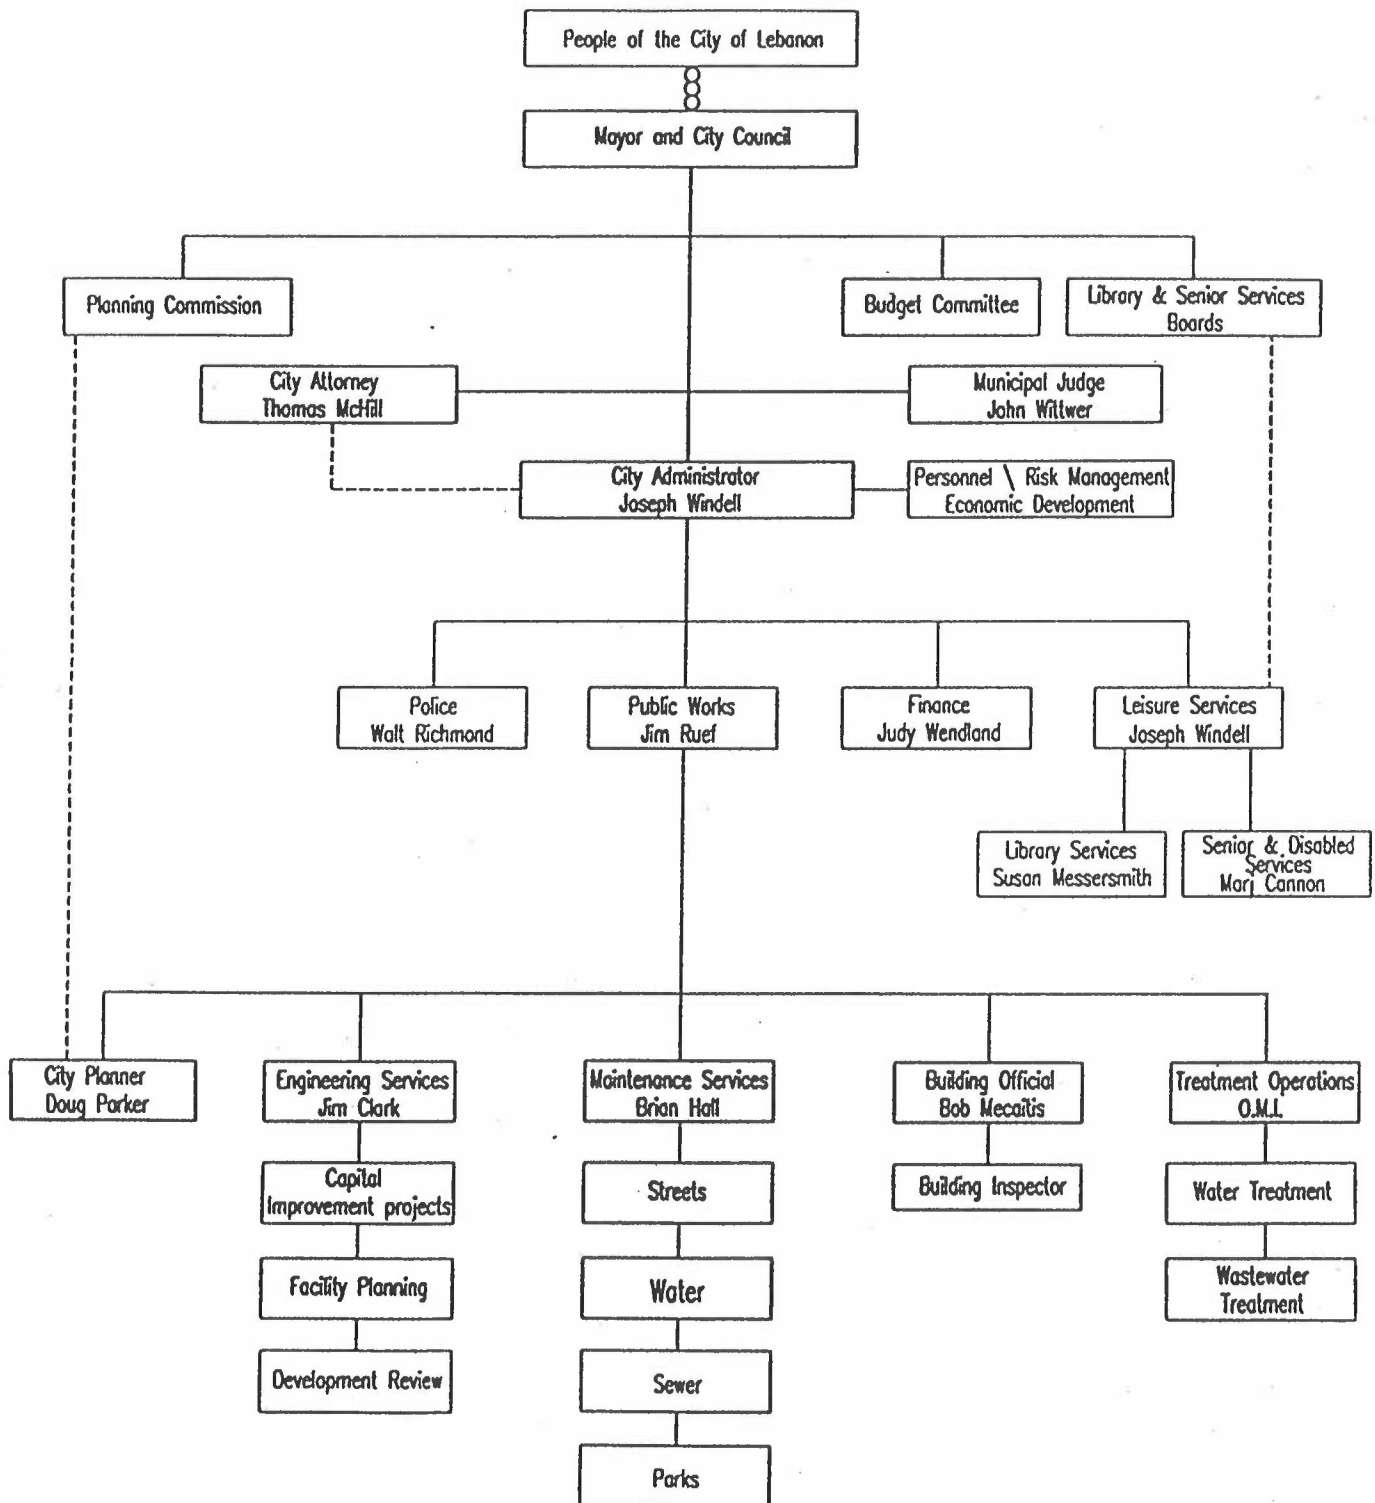 People of the City of Lebanon
Mayor and City Council
Planning Commission
Budget Committee
Library & Senior Services
Boards
City Attorney
Thomas McHill
Municipal Judge
John Wittwer
City Administrator
Joseph Windell
Personnel \ Risk Management
Economic Development
Police
Walt Richmond
Public Works
Jim Ruef
Finance
Judy Wendland
Leisure Services
Joseph Windell
Library Services
Susan Messersmith
Senior & Disabled
Services
Marj Cannon
City Planner
Doug Parker
Engineering Services
Jim Clark
Maintenance Services
Brian Hall
Building Official
Bob Mecaitis
Treatment Operations
O.M.I.
Capital
Improvement projects
Streets
Building Inspector
Water Treatment
Facility Planning
Water
Wastewater
Treatment
Development Review
Sewer
Parks